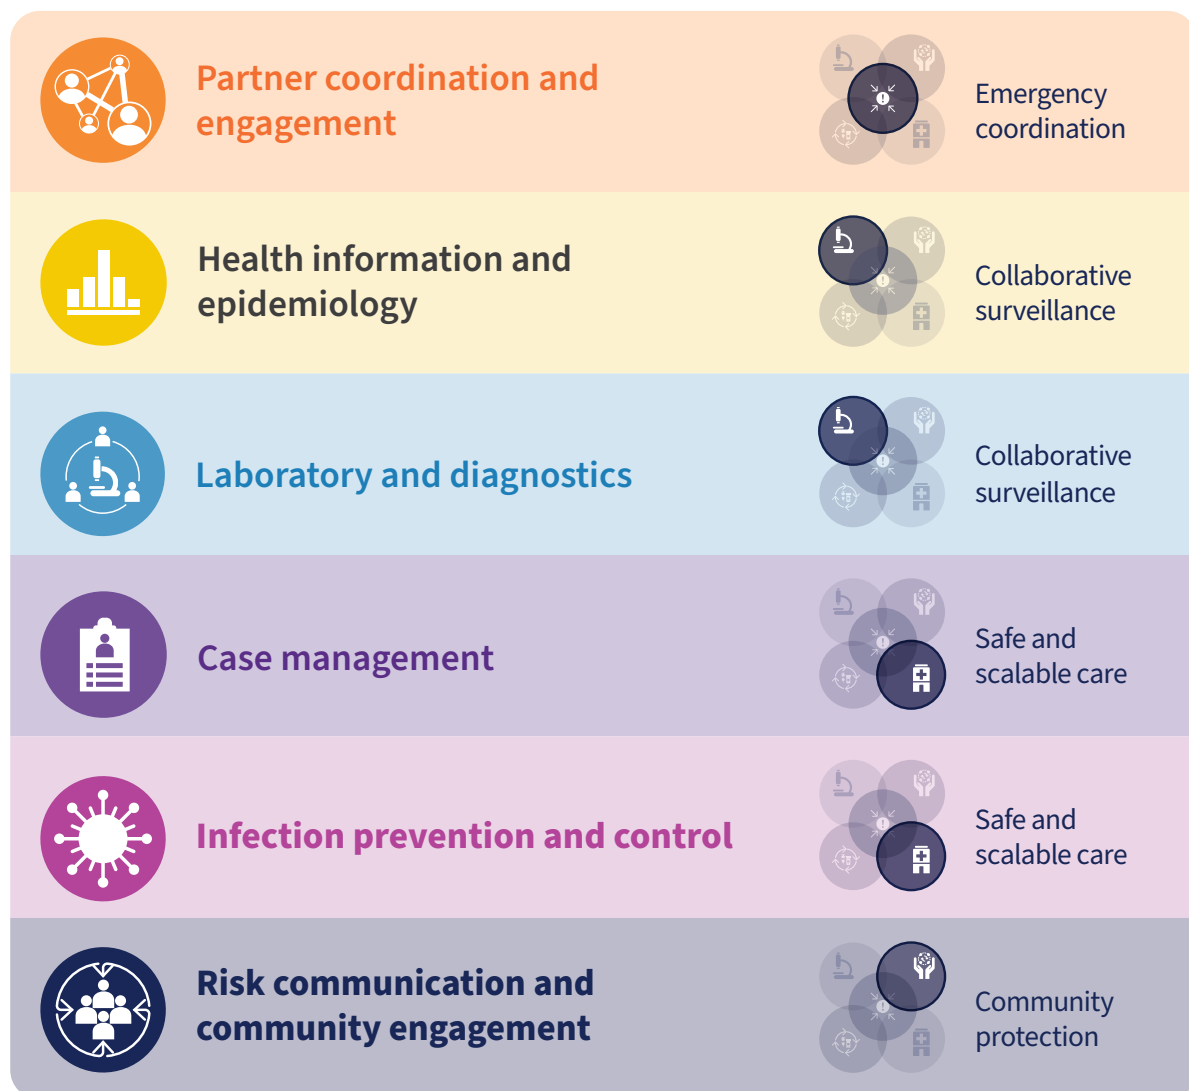 Partner coordination and
engagement
Emergency
coordination
Health information and
epidemiology
Collaborative
surveillance
Laboratory and diagnostics
Collaborative
surveillance
Case management
Safe and
scalable care
Infection prevention and control
Safe and
scalable care
Risk communication and
community engagement
Community
protection